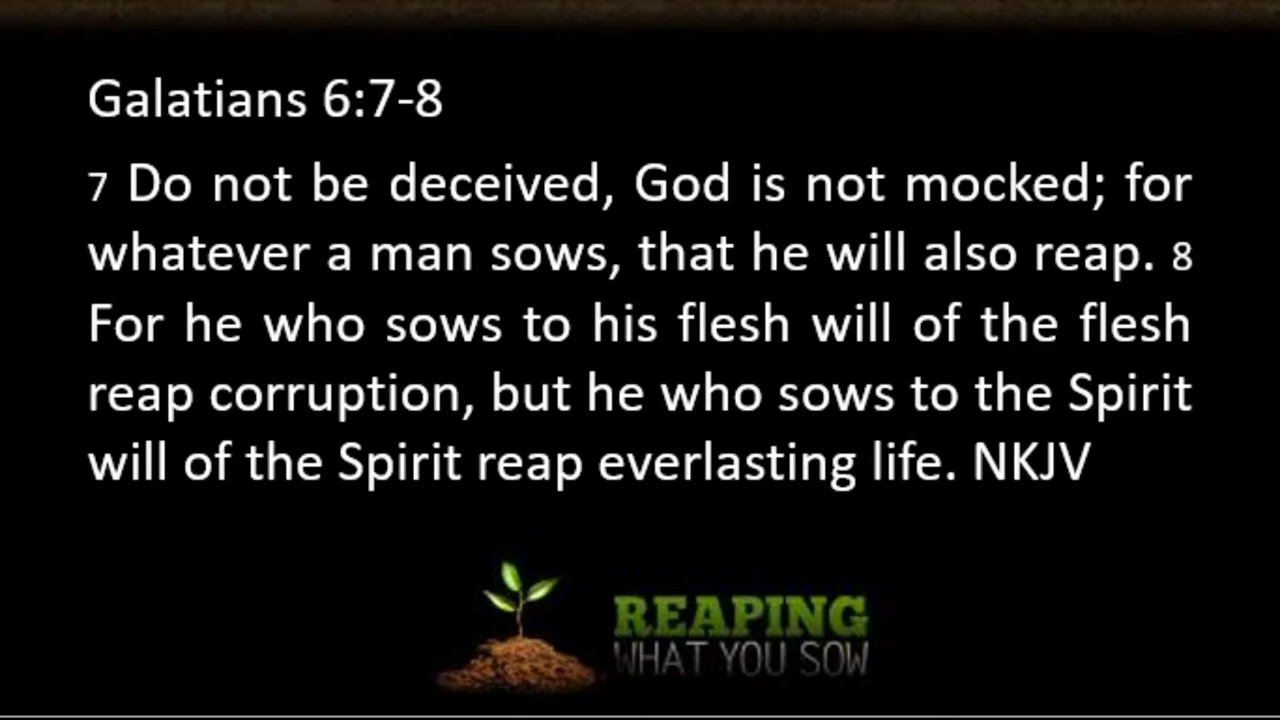 Galatians 6:7-8
7 Do not be deceived, God is not mocked; for
whatever a man sows, that he will also reap. 8
For he who sows to his flesh will of the flesh
reap corruption, but he who sows to the Spirit
will of the Spirit reap everlasting life. NKJV
REAPING
WHAT YOU SOW